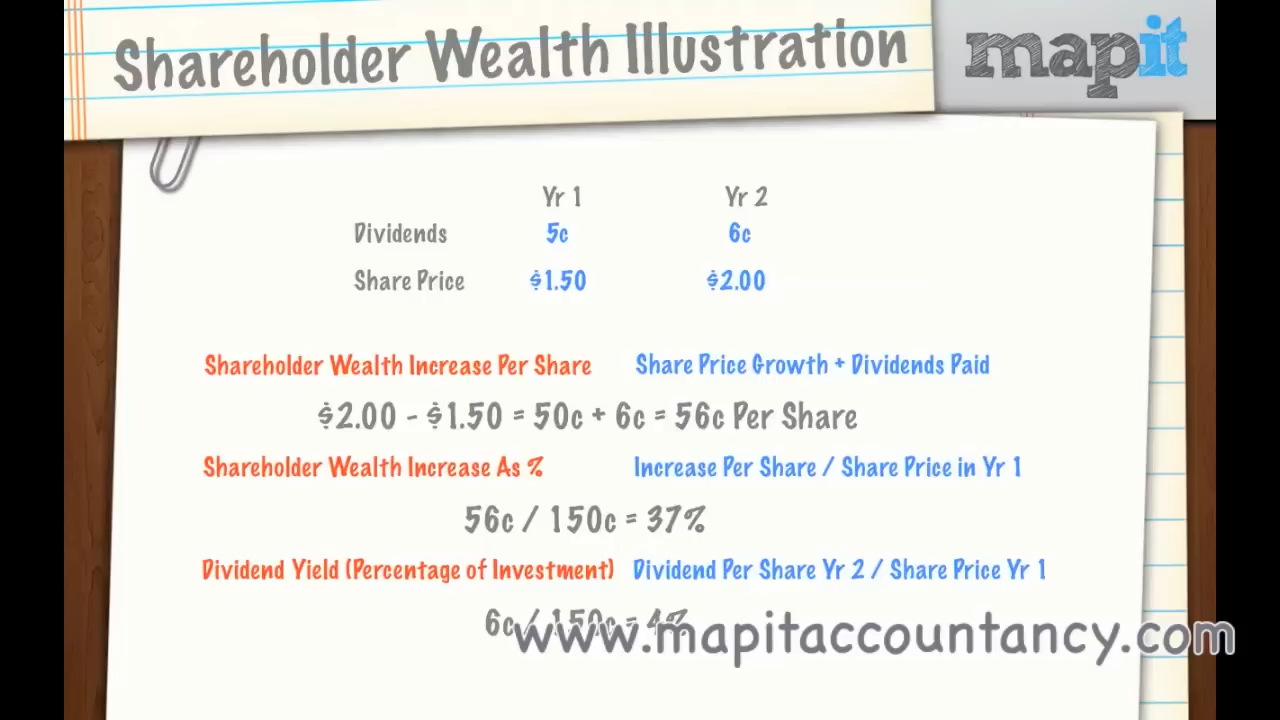 Shareholder Wealth Illustration
mapit
Yr 1 Yr 2
Dividends 5c 6c
Share Price $1.50 $2.00
Shareholder Wealth Increase Per Share Share Price Growth + Dividends Paid
$2.00 - $1.50 = 50c + 6c = 56c Per Share
Shareholder Wealth Increase As % Increase Per Share / Share Price in Yr 1
56c / 150c = 37%
Dividend Yield (Percentage of Investment) Dividend Per Share Yr 2 / Share Price Yr 1
6c / 150c = 4%
www.mapitaccountancy.com